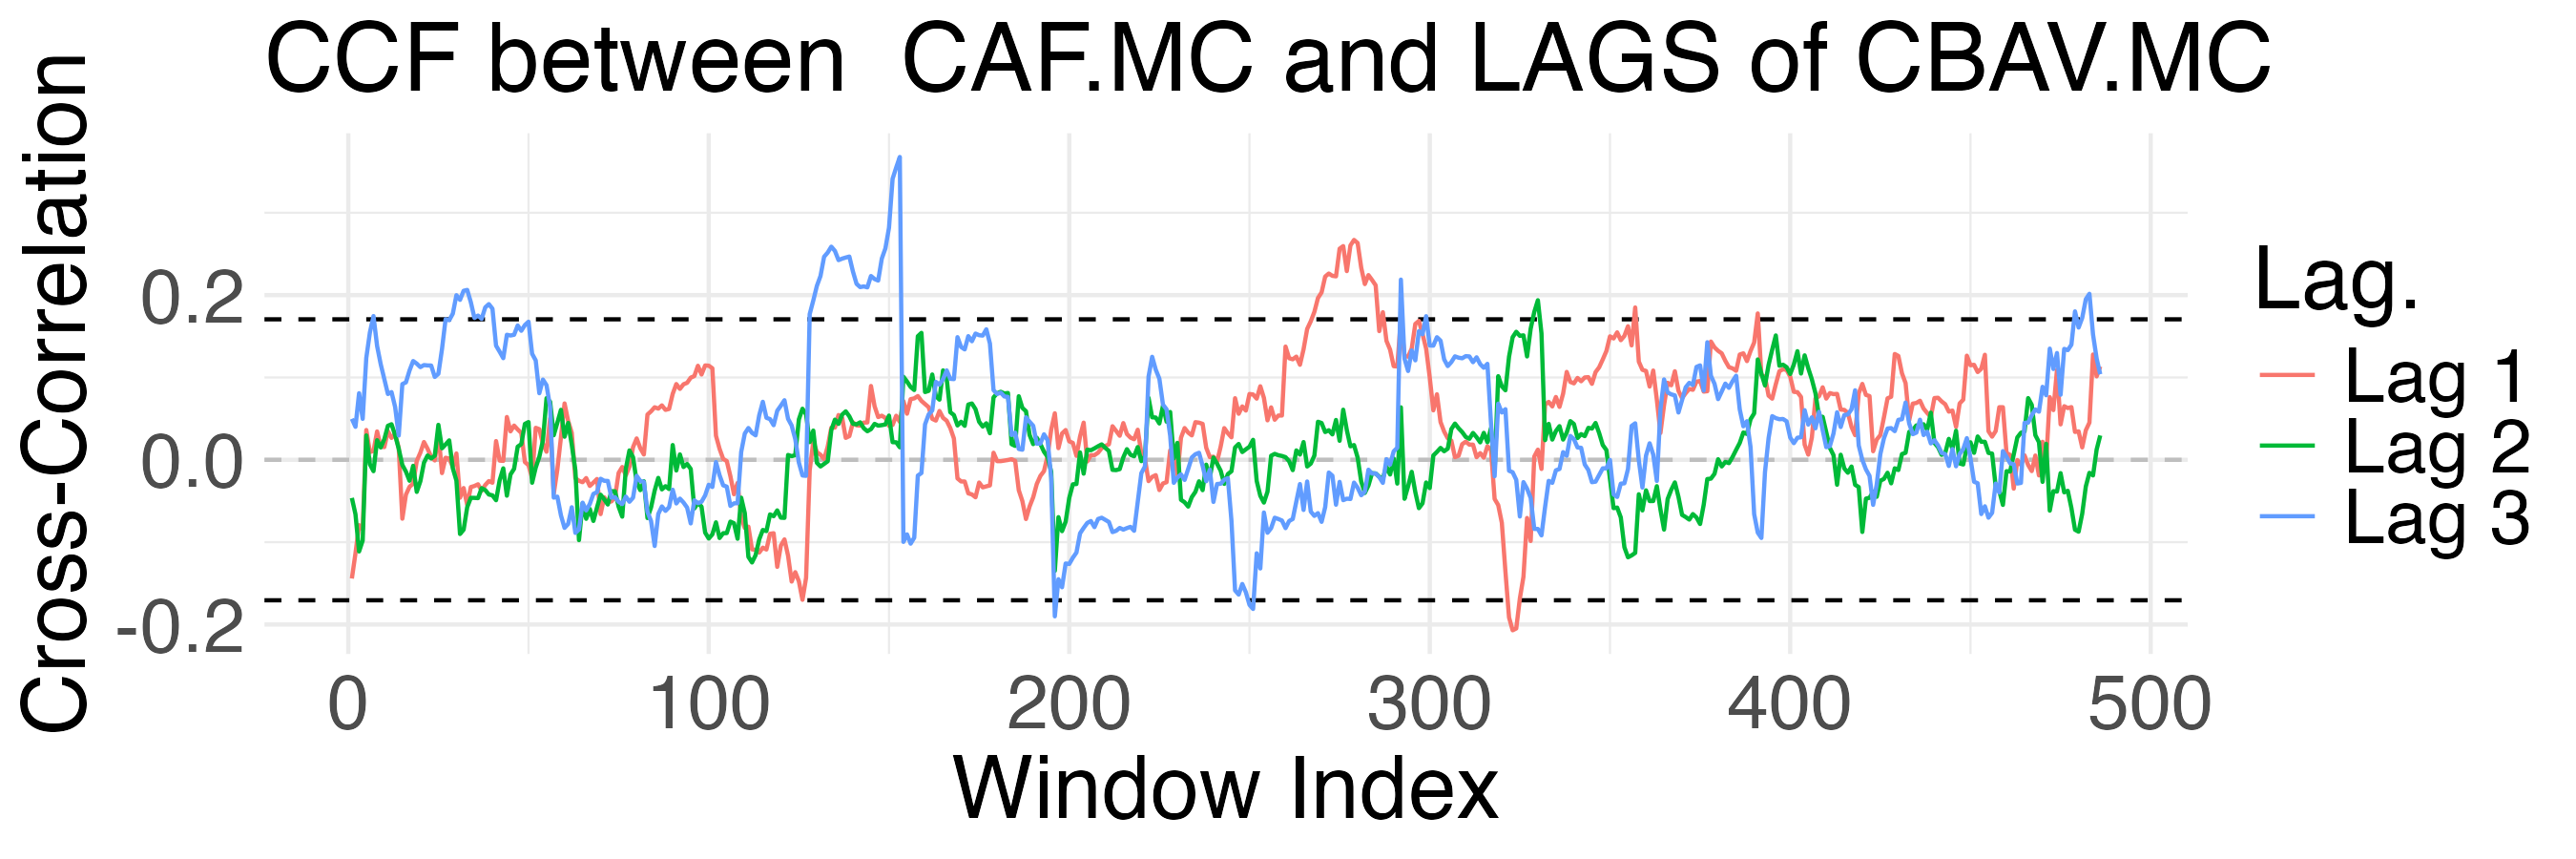 CCF between  CAF.MC and LAGS of CBAV.MC
Cross-Correlation
0.2
0.0
-0.2
0 100 200 300 400 500
Window Index
Lag.
Lag 1
Lag 2
Lag 3